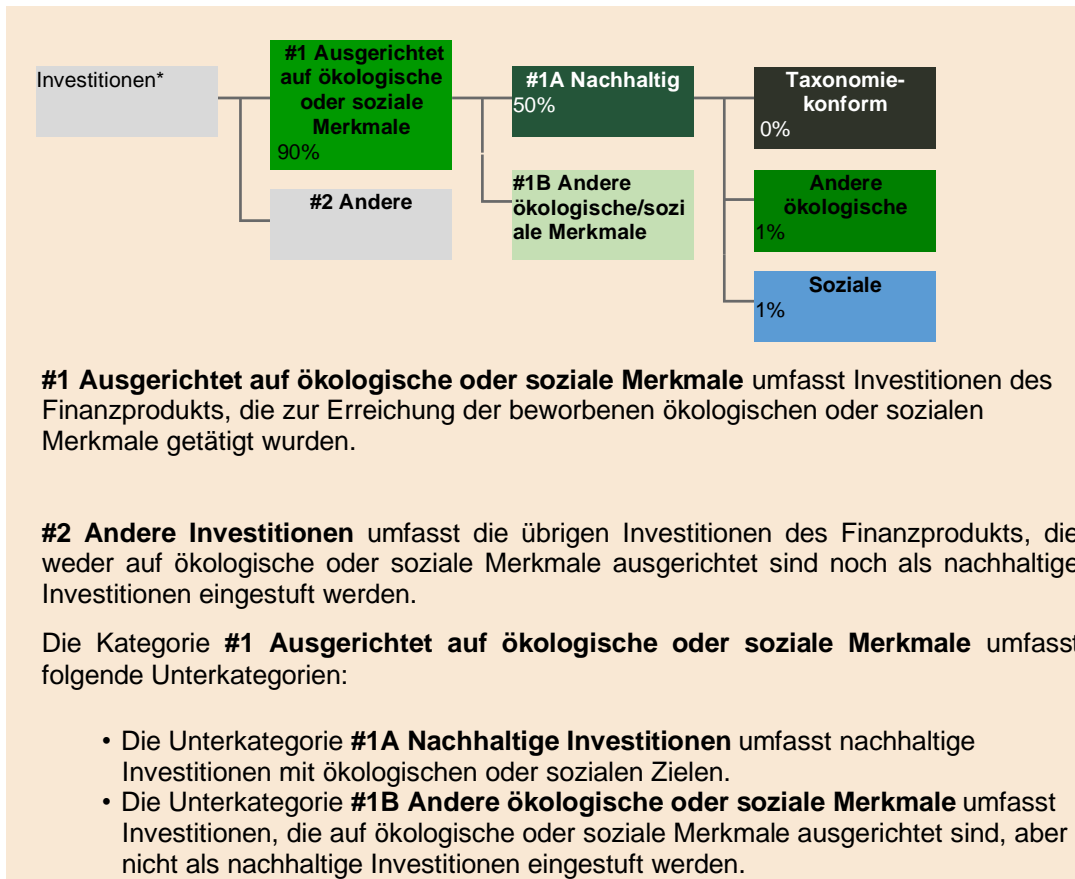 Investitionen*
#1 Ausgerichtet
auf ökologische
oder soziale
Merkmale
90%
#2 Andere
#1A Nachhaltig
50%
#1B Andere
ökologische/sozi
ale Merkmale
Taxonomie-
konform
0%
Andere
ökologische
1%
Soziale
1%
#1 Ausgerichtet auf ökologische oder soziale Merkmale umfasst Investitionen des
Finanzprodukts, die zur Erreichung der beworbenen ökologischen oder sozialen
Merkmale getätigt wurden.
#2 Andere Investitionen umfasst die übrigen Investitionen des Finanzprodukts, die
weder auf ökologische oder soziale Merkmale ausgerichtet sind noch als nachhaltige
Investitionen eingestuft werden.
Die Kategorie #1 Ausgerichtet auf ökologische oder soziale Merkmale umfasst
folgende Unterkategorien:
• Die Unterkategorie #1A Nachhaltige Investitionen umfasst nachhaltige
Investitionen mit ökologischen oder sozialen Zielen.
• Die Unterkategorie #1B Andere ökologische oder soziale Merkmale umfasst
Investitionen, die auf ökologische oder soziale Merkmale ausgerichtet sind, aber
nicht als nachhaltige Investitionen eingestuft werden.